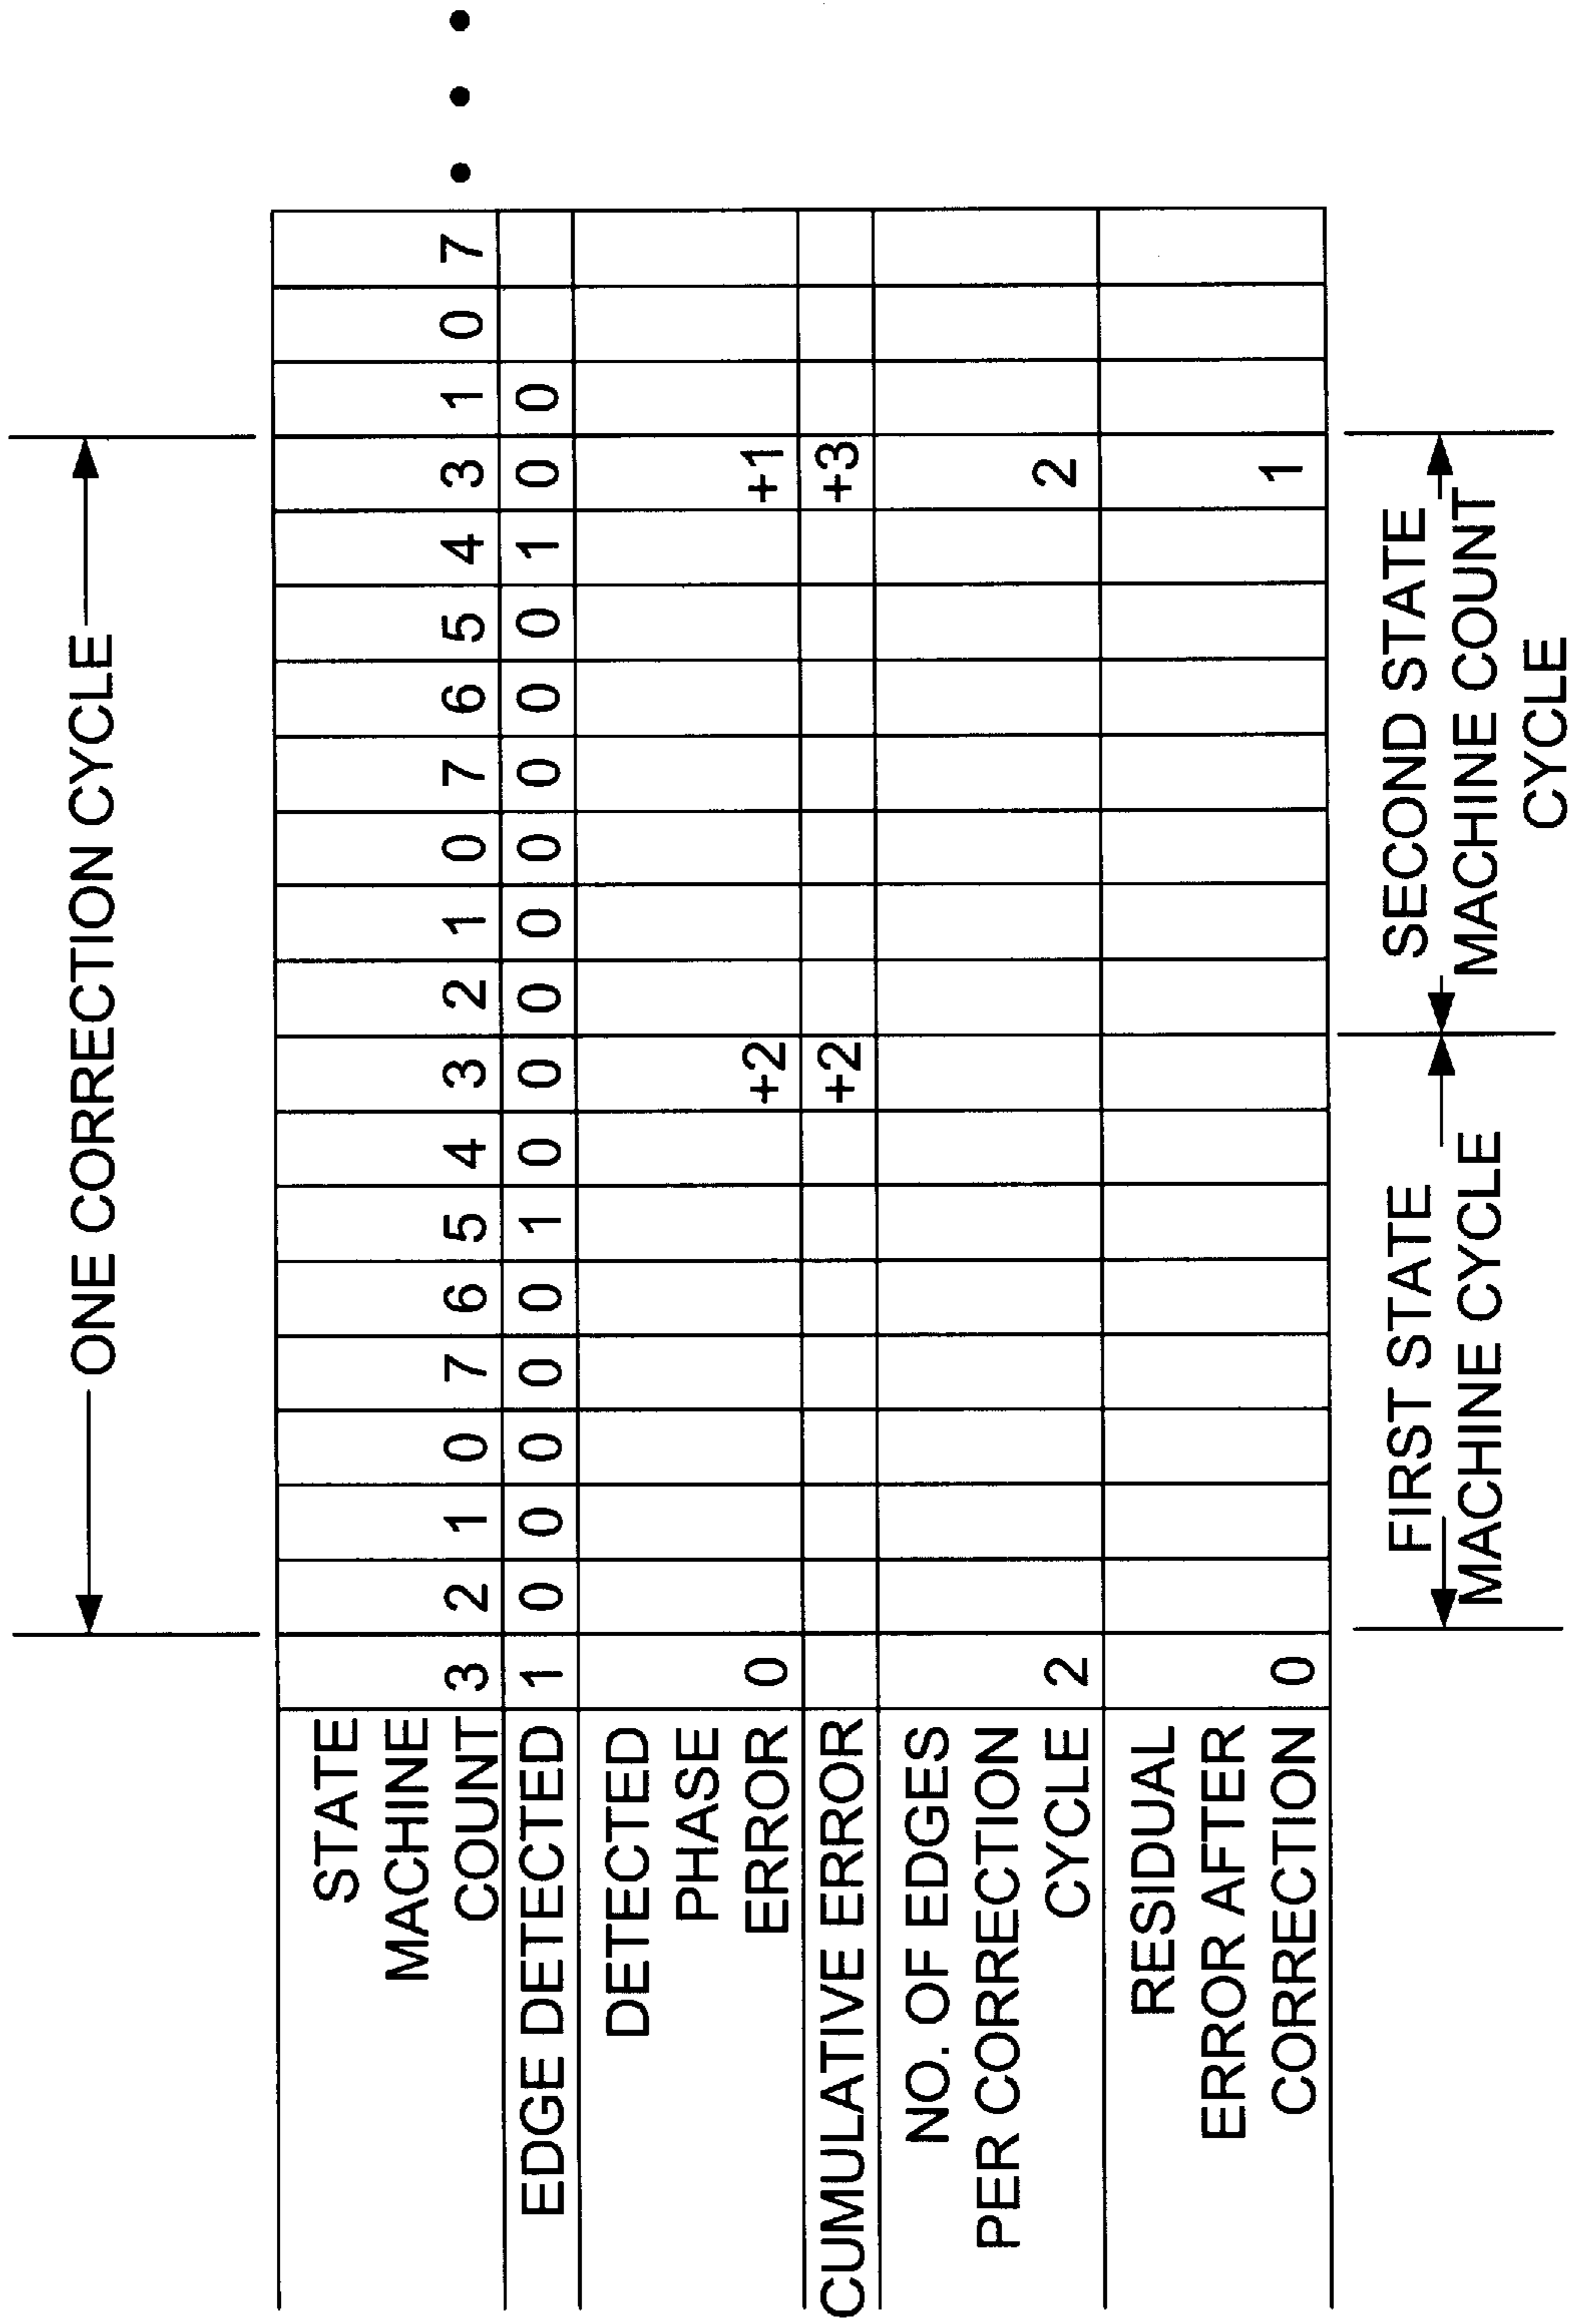 ONE CORRECTION CYCLE
STATE
MACHINE
COUNT 3 2 1 0 7 6 5 4 3 2 1 0 7 6 5 4 3 1 0 7
EDGE DETECTED 1 0 0 0 0 0 1 0 0 0 0 0 0 0 0 1 0 0
DETECTED
PHASE
ERROR 0 +2 +1
CUMULATIVE ERROR +2 +3
NO. OF EDGES
PER CORRECTION
CYCLE 2 2
RESIDUAL
ERROR AFTER
CORRECTION 0 1
FIRST STATE
MACHINE CYCLE
SECOND STATE
MACHINE COUNT
CYCLE